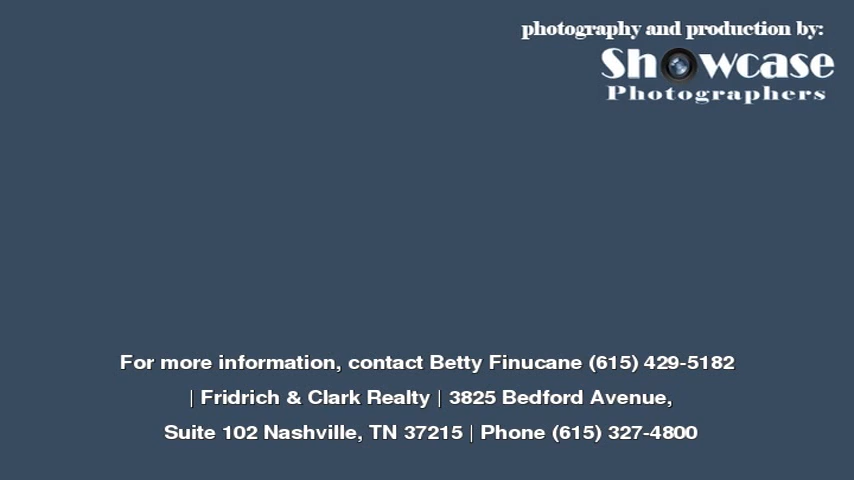 photography and production by:
Showcase
Photographers
For more information, contact Betty Finucane (615) 429-5182
| Fridrich & Clark Realty | 3825 Bedford Avenue,
Suite 102 Nashville, TN 37215 | Phone (615) 327-4800